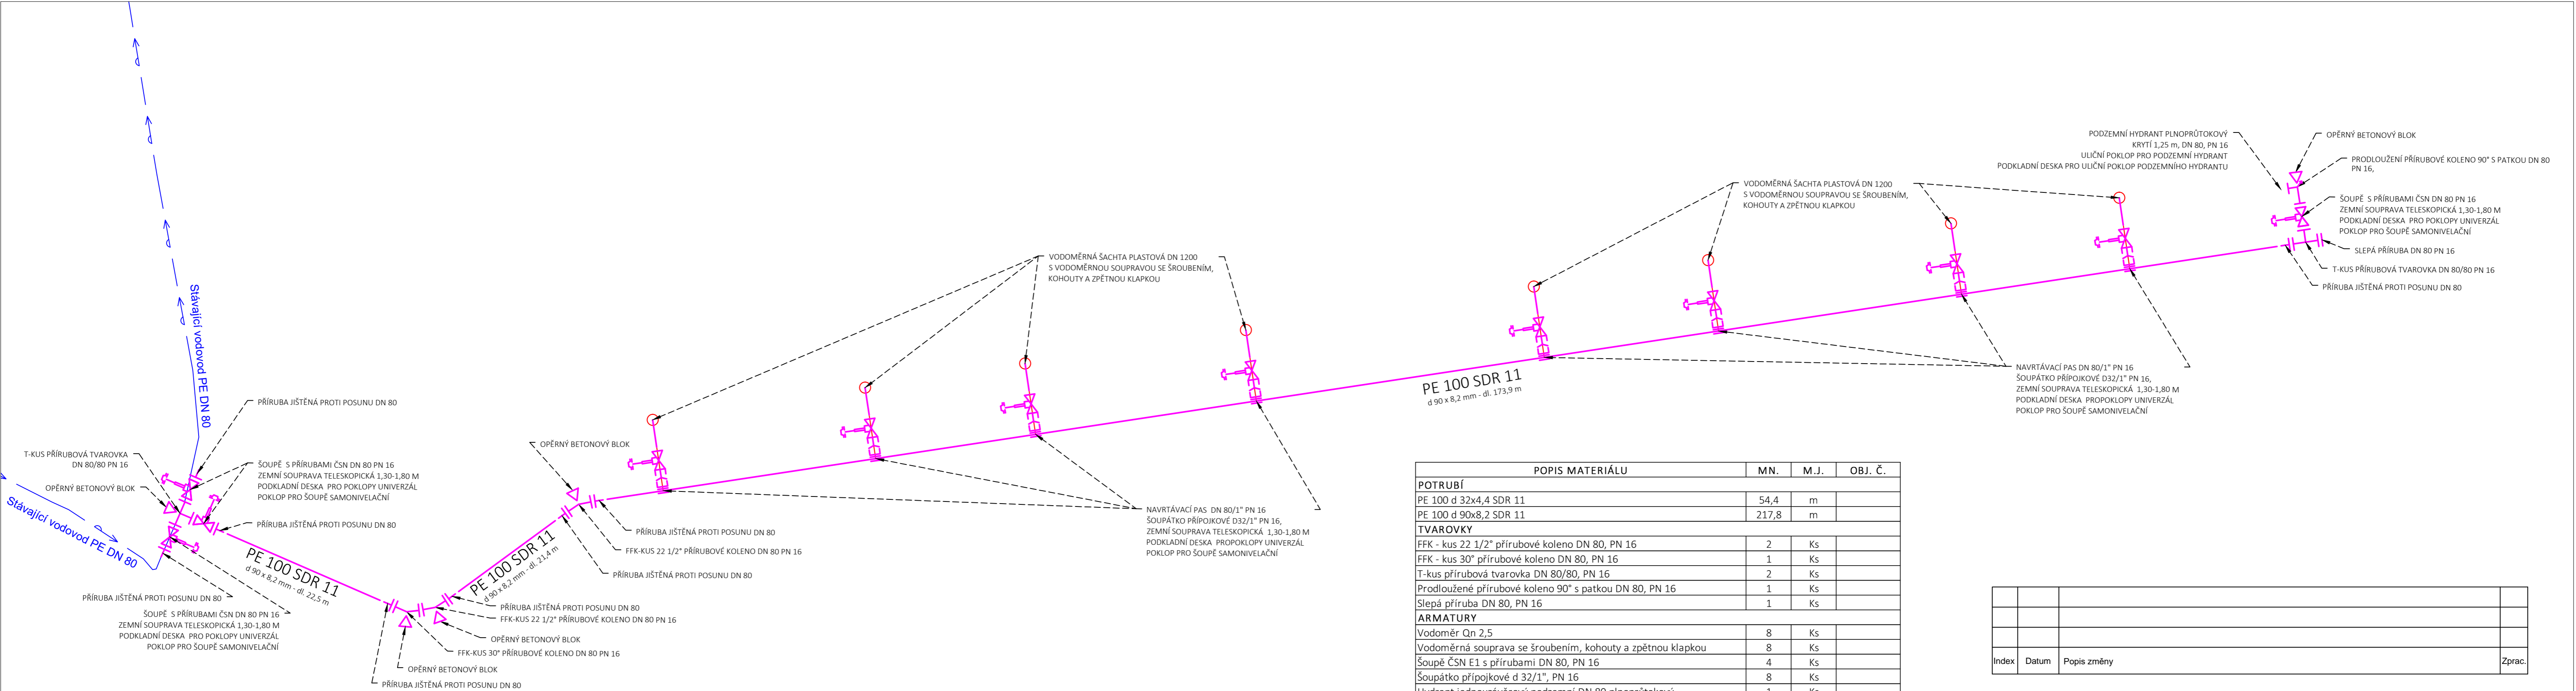 PODZEMNÍ HYDRANT PLNOPRŮTOKOVÝ
KRYTÍ 1,25 m, DN 80, PN 16
ULIČNÍ POKLOP PRO PODZEMNÍ HYDRANT
PODKLADNÍ DESKA PRO ULIČNÍ POKLOP PODZEMNÍHO HYDRANTU
OPĚRNÝ BETONOVÝ BLOK
PRODLOUŽENÍ PŘÍRUBOVÉ KOLENO 90° S PATKOU DN 80
PN 16,
ŠOUPĚ S PŘÍRUBAMI ČSN DN 80 PN 16
ZEMNÍ SOUPRAVA TELESKOPICKÁ 1,30-1,80 M
PODKLADNÍ DESKA PRO POKLOPY UNIVERZÁL
POKLOP PRO ŠOUPĚ SAMONIVELAČNÍ
SLEPÁ PŘÍRUBA DN 80 PN 16
T-KUS PŘÍRUBOVÁ TVAROVKA DN 80/80 PN 16
PŘÍRUBA JIŠTĚNÁ PROTI POSUNU DN 80
VODOMĚRNÁ ŠACHTA PLASTOVÁ DN 1200
S VODOMĚRNOU SOUPRAVOU SE ŠROUBENÍM,
KOHOUTY A ZPĚTNOU KLAPKOU
VODOMĚRNÁ ŠACHTA PLASTOVÁ DN 1200
S VODOMĚRNOU SOUPRAVOU SE ŠROUBENÍM,
KOHOUTY A ZPĚTNOU KLAPKOU
Stávající vodovod PE DN 80
PE 100 SDR 11
d 90 x 8,2 mm - dl. 173,9 m
NAVRTÁVACÍ PAS DN 80/1" PN 16
ŠOUPÁTKO PŘÍPOJKOVÉ D32/1" PN 16,
ZEMNÍ SOUPRAVA TELESKOPICKÁ 1,30-1,80 M
PODKLADNÍ DESKA PROPOKLOPY UNIVERZÁL
POKLOP PRO ŠOUPĚ SAMONIVELAČNÍ
PŘÍRUBA JIŠTĚNÁ PROTI POSUNU DN 80
T-KUS PŘÍRUBOVÁ TVAROVKA
DN 80/80 PN 16
OPĚRNÝ BETONOVÝ BLOK
ŠOUPĚ S PŘÍRUBAMI ČSN DN 80 PN 16
ZEMNÍ SOUPRAVA TELESKOPICKÁ 1,30-1,80 M
PODKLADNÍ DESKA PRO POKLOPY UNIVERZÁL
POKLOP PRO ŠOUPĚ SAMONIVELAČNÍ
PŘÍRUBA JIŠTĚNÁ PROTI POSUNU DN 80
Stávající vodovod PE DN 80
PE 100 SDR 11
d 90 x 8,2 mm - dl. 22,5 m
PŘÍRUBA JIŠTĚNÁ PROTI POSUNU DN 80
ŠOUPĚ S PŘÍRUBAMI ČSN DN 80 PN 16
ZEMNÍ SOUPRAVA TELESKOPICKÁ 1,30-1,80 M
PODKLADNÍ DESKA PRO POKLOPY UNIVERZÁL
POKLOP PRO ŠOUPĚ SAMONIVELAČNÍ
OPĚRNÝ BETONOVÝ BLOK
PŘÍRUBA JIŠTĚNÁ PROTI POSUNU DN 80
FFK-KUS 22 1/2° PŘÍRUBOVÉ KOLENO DN 80 PN 16
PŘÍRUBA JIŠTĚNÁ PROTI POSUNU DN 80
PE 100 SDR 11
d 90 x 8,2 mm - dl. 21,4 m
PŘÍRUBA JIŠTĚNÁ PROTI POSUNU DN 80
FFK-KUS 22 1/2° PŘÍRUBOVÉ KOLENO DN 80 PN 16
OPĚRNÝ BETONOVÝ BLOK
FFK-KUS 30° PŘÍRUBOVÉ KOLENO DN 80 PN 16
OPĚRNÝ BETONOVÝ BLOK
PŘÍRUBA JIŠTĚNÁ PROTI POSUNU DN 80
NAVRTÁVACÍ PAS DN 80/1" PN 16
ŠOUPÁTKO PŘÍPOJKOVÉ D32/1" PN 16,
ZEMNÍ SOUPRAVA TELESKOPICKÁ 1,30-1,80 M
PODKLADNÍ DESKA PROPOKLOPY UNIVERZÁL
POKLOP PRO ŠOUPĚ SAMONIVELAČNÍ
POPIS MATERIÁLU MN. M.J. OBJ. Č.
POTRUBÍ
PE 100 d 32x4,4 SDR 11 54,4 m
PE 100 d 90x8,2 SDR 11 217,8 m
TVAROVKY
FFK - kus 22 1/2° přírubové koleno DN 80, PN 16 2 Ks
FFK - kus 30° přírubové koleno DN 80, PN 16 1 Ks
T-kus přírubová tvarovka DN 80/80, PN 16 2 Ks
Prodloužené přírubové koleno 90° s patkou DN 80, PN 16 1 Ks
Slepá příruba DN 80, PN 16 1 Ks
ARMATURY
Vodoměr Qn 2,5 8 Ks
Vodoměrná souprava se šroubením, kohouty a zpětnou klapkou 8 Ks
Šoupě ČSN E1 s přírubami DN 80, PN 16 4 Ks
Šoupátko přípojkové d 32/1", PN 16 8 Ks
Index Datum Popis změny Zprac.